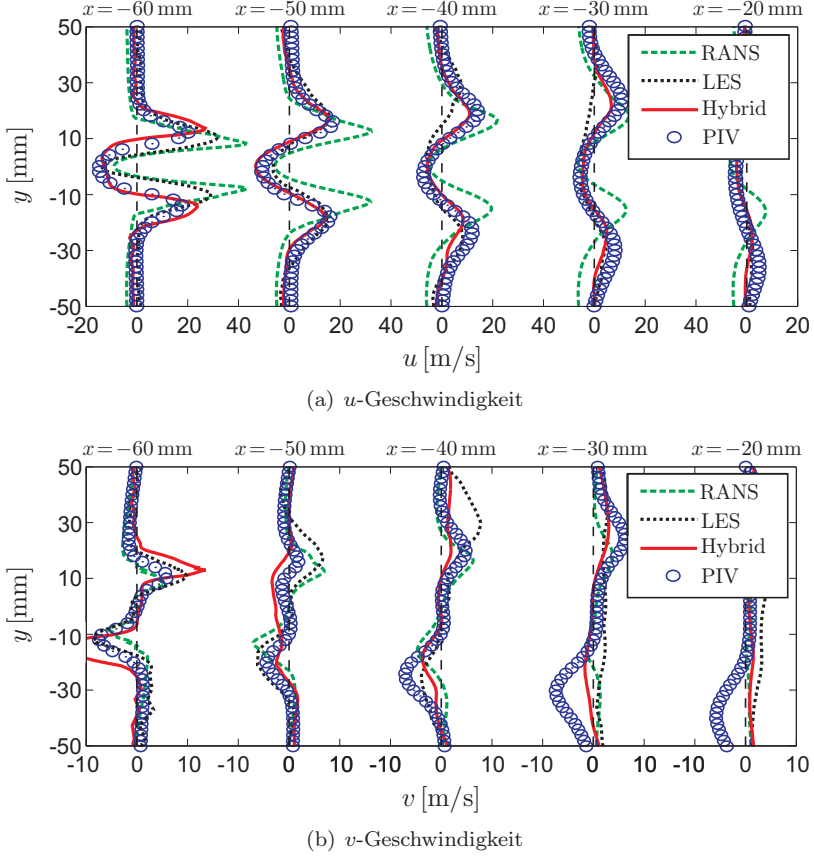 x = −60 mm x = −50 mm x = −40 mm x = −30 mm x = −20 mm
50
30
10
-10
-30
-50
y [mm]
RANS
LES
Hybrid
PIV
-20 0 20 40 0 20 40 0 20 40 0 20 40 0 20
u [m/s]
(a) u-Geschwindigkeit
x = −60 mm x = −50 mm x = −40 mm x = −30 mm x = −20 mm
50
30
10
-10
-30
-50
y [mm]
RANS
LES
Hybrid
PIV
-10 0 10 0 10 -10 0 10 -10 0 10 -10 0 10
v [m/s]
(b) v-Geschwindigkeit